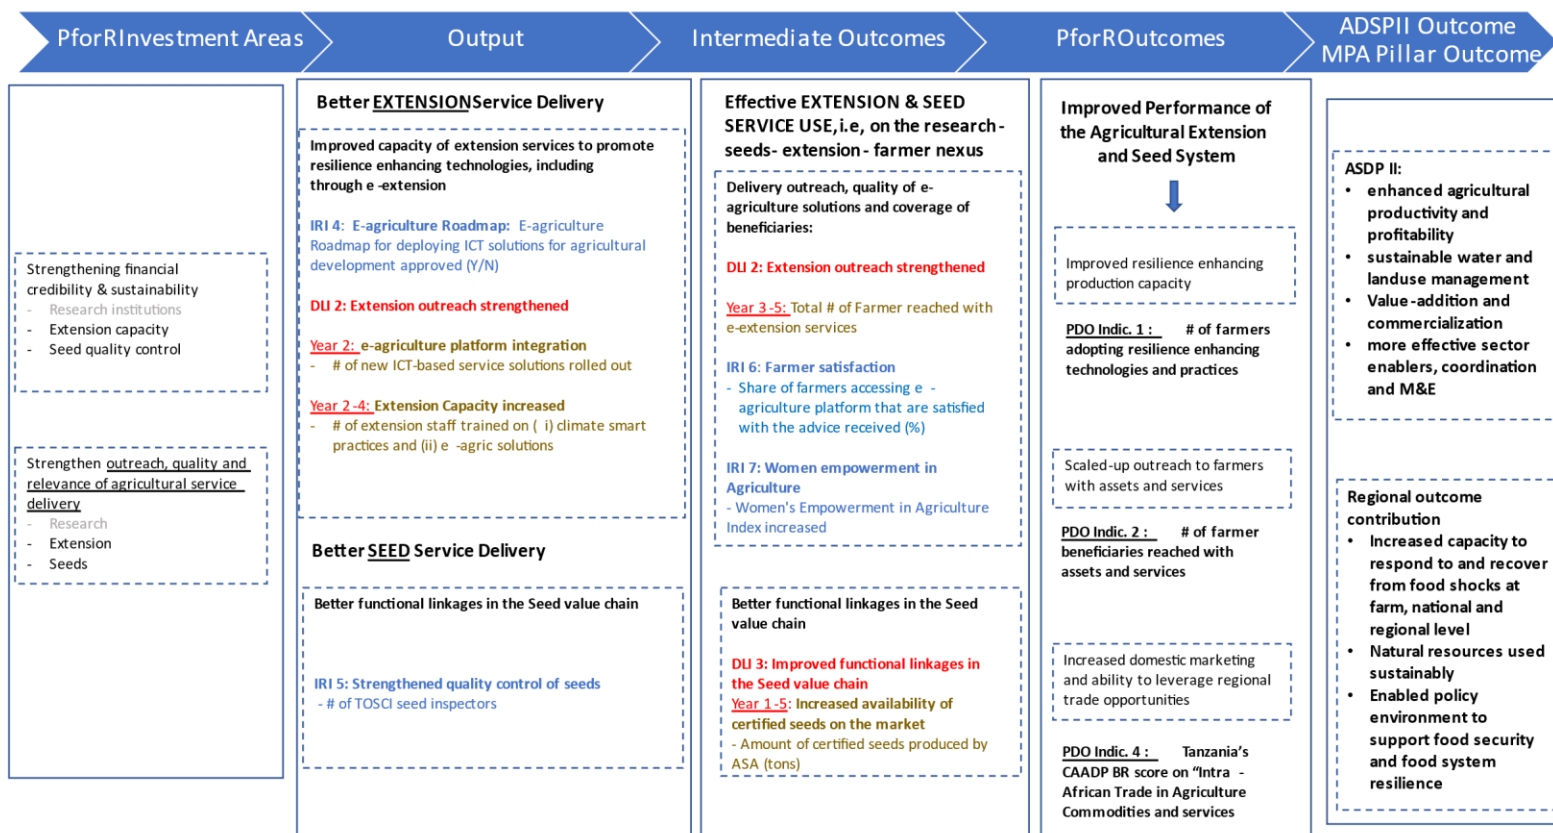 PforRInvestment Areas
Output
Intermediate Outcomes
PforROutcomes
ADSPII Outcome
MPA Pillar Outcome
Strengthening financial
credibility & sustainability
- Research institutions
- Extension capacity
- Seed quality control
Strengthen outreach, quality and
relevance of agricultural service
delivery
- Research
- Extension
- Seeds
Better EXTENSIONService Delivery
Improved capacity of extension services to promote
resilience enhancing technologies, including
through e -extension
IRI 4: E-agriculture Roadmap: E-agriculture
Roadmap for deploying ICT solutions for agricultural
development approved (Y/N)
DLI 2: Extension outreach strengthened
Year 2: e-agriculture platform integration
- # of new ICT-based service solutions rolled out
Year 2 -4: Extension Capacity increased
- # of extension staff trained on ( i) climate smart
practices and (ii) e -agric solutions
Better SEED Service Delivery
Better functional linkages in the Seed value chain
IRI 5: Strengthened quality control of seeds
- # of TOSCI seed inspectors
Effective EXTENSION & SEED
SERVICE USE, i.e, on the research -
seeds- extension - farmer nexus
Delivery outreach, quality of e-
agriculture solutions and coverage of
beneficiaries:
DLI 2: Extension outreach strengthened
Year 3 -5: Total # of Farmer reached with
e-extension services
IRI 6: Farmer satisfaction
- Share of farmers accessing e -
agriculture platform that are satisfied
with the advice received (%)
IRI 7: Women empowerment in
Agriculture
- Women's Empowerment in Agriculture
Index increased
Better functional linkages in the Seed
value chain
DLI 3: Improved functional linkages in
the Seed value chain
Year 1 -5: Increased availability of
certified seeds on the market
- Amount of certified seeds produced by
ASA (tons)
Improved Performance of
the Agricultural Extension
and Seed System
Improved resilience enhancing
production capacity
PDO Indic. 1 : # of farmers
adopting resilience enhancing
technologies and practices
Scaled-up outreach to farmers
with assets and services
PDO Indic. 2 : # of farmer
beneficiaries reached with
assets and services
Increased domestic marketing
and ability to leverage regional
trade opportunities
PDO Indic. 4 : Tanzania's
CAADP BR score on "Intra -
African Trade in Agriculture
Commodities and services
ASDP II:
• enhanced agricultural
productivity and
profitability
• sustainable water and
landuse management
• Value -addition and
commercialization
• more effective sector
enablers, coordination
and M&E
Regional outcome
contribution
• Increased capacity to
respond to and recover
from food shocks at
farm, national and
regional level
• Natural resources used
sustainably
• Enabled policy
environment to
support food security
and food system
resilience